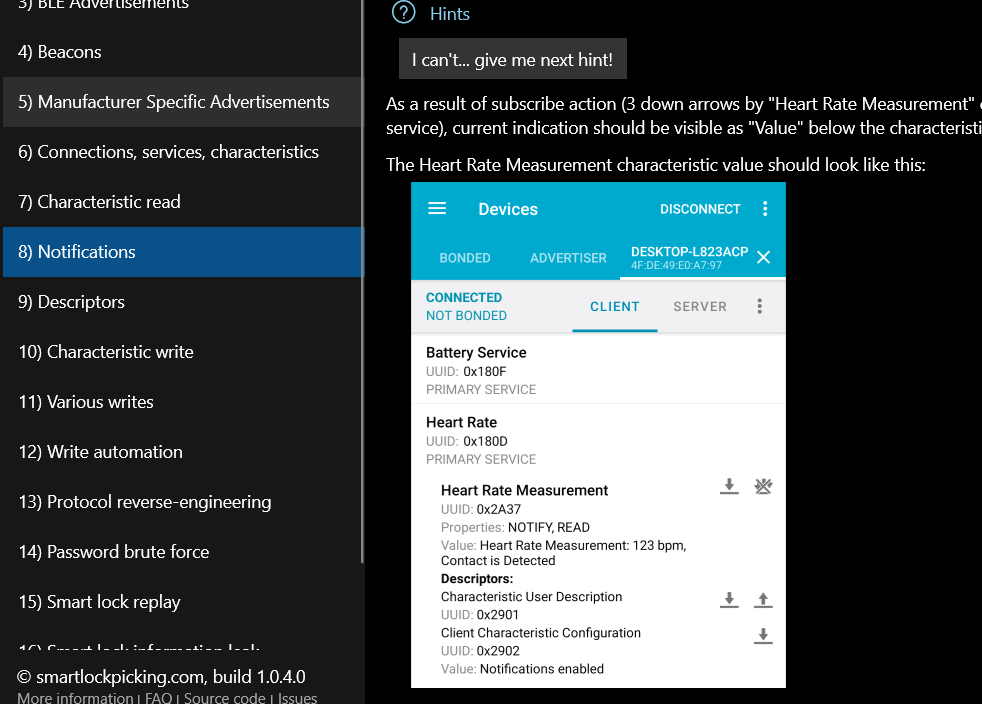 3) BLE Advertisements
4) Beacons
5) Manufacturer Specific Advertisements
6) Connections, services, characteristics
7) Characteristic read
8) Notifications
9) Descriptors
10) Characteristic write
11) Various writes
12) Write automation
13) Protocol reverse-engineering
14) Password brute force
15) Smart lock replay
16) Smart lock information leak
© smartlockpicking.com, build 1.0.4.0
More information | FAQ | Source code | Issues
Hints
I can't... give me next hint!
As a result of subscribe action (3 down arrows by "Heart Rate Measurement"
service), current indication should be visible as "Value" below the
The Heart Rate Measurement characteristic value should look like this:
Devices
DISCONNECT
BONDED
ADVERTISER
DESKTOP-L823ACP
4F:DE:49:E0:A7:97
CONNECTED
NOT BONDED
CLIENT
SERVER
Battery Service
UUID: 0x180F
PRIMARY SERVICE
Heart Rate
UUID: 0x180D
PRIMARY SERVICE
Heart Rate Measurement
UUID: 0x2A37
Properties: NOTIFY, READ
Value: Heart Rate Measurement: 123 bpm,
Contact is Detected
Descriptors:
Characteristic User Description
UUID: 0x2901
Client Characteristic Configuration
UUID: 0x2902
Value: Notifications enabled